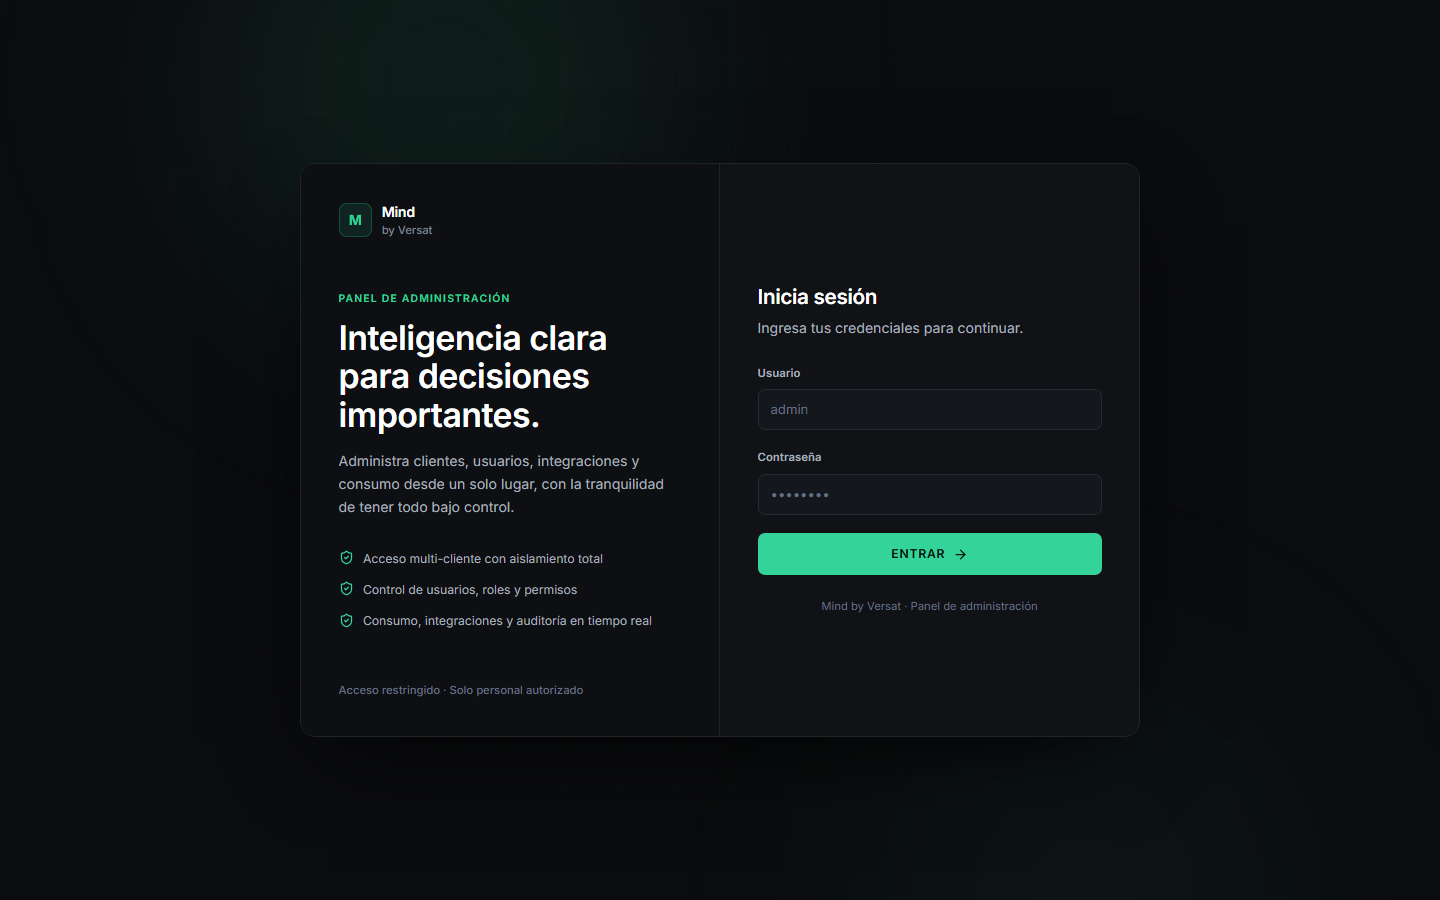 M
Mind
by Versat
PANEL DE ADMINISTRACIÓN
Inteligencia clara
para decisiones
importantes.
Administra clientes, usuarios, integraciones y
consumo desde un solo lugar, con la tranquilidad
de tener todo bajo control.
Acceso multi-cliente con aislamiento total
Control de usuarios, roles y permisos
Consumo, integraciones y auditoría en tiempo real
Acceso restringido · Solo personal autorizado
Inicia sesión
Ingresa tus credenciales para continuar.
Usuario
admin
Contraseña
••••••••
ENTRAR →
Mind by Versat · Panel de administración